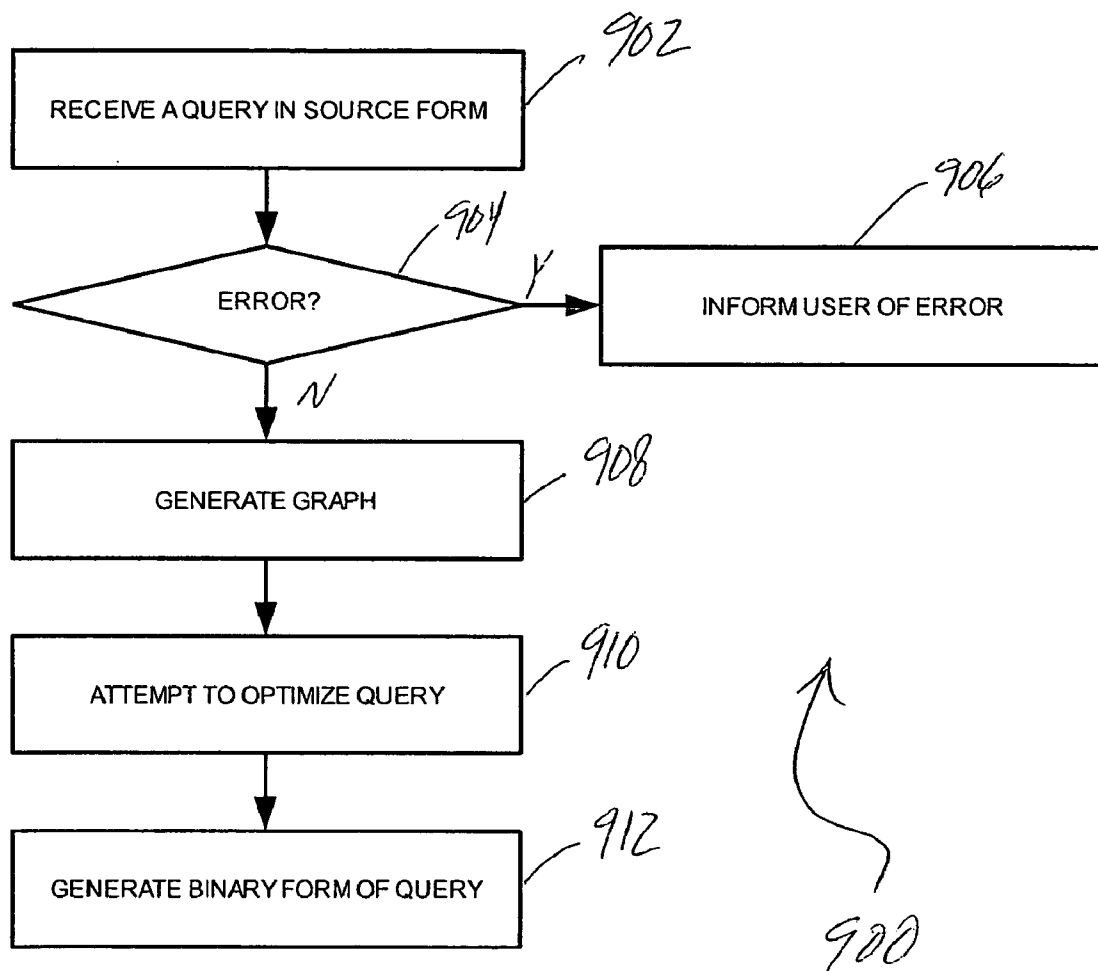 902
RECEIVE A QUERY IN SOURCE FORM
906
904
Y
ERROR?
INFORM USER OF ERROR
N
908
GENERATE GRAPH
910
ATTEMPT TO OPTIMIZE QUERY
912
GENERATE BINARY FORM OF QUERY
900